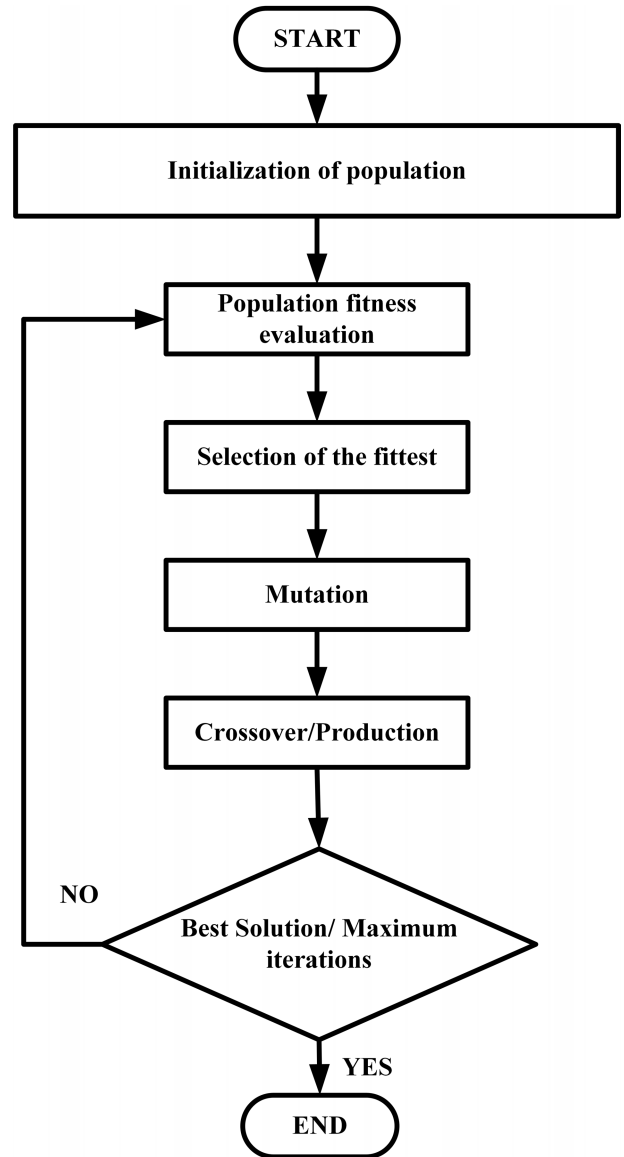 START
Initialization of population
Population fitness
evaluation
Selection of the fittest
Mutation
Crossover/Production
NO
Best Solution/ Maximum
iterations
YES
END